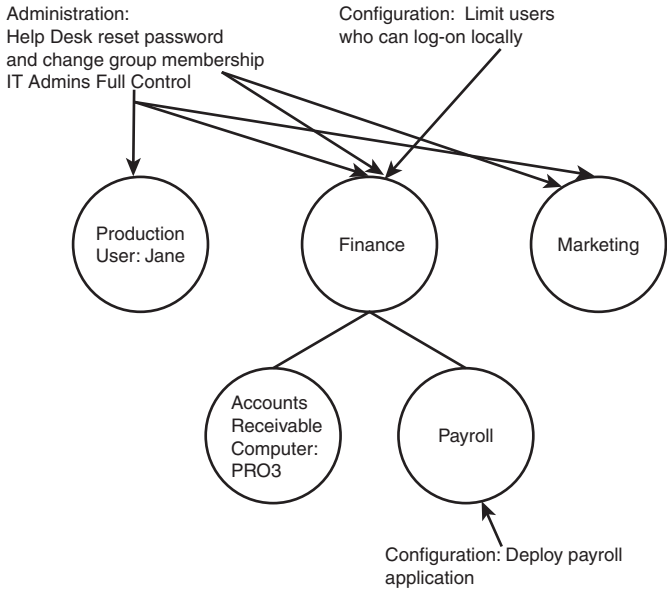 Administration:
Help Desk reset password
and change group membership
IT Admins Full Control
Configuration: Limit users
who can log-on locally
Production
User: Jane
Finance
Marketing
Accounts
Receivable
Computer:
PRO3
Payroll
Configuration: Deploy payroll
application